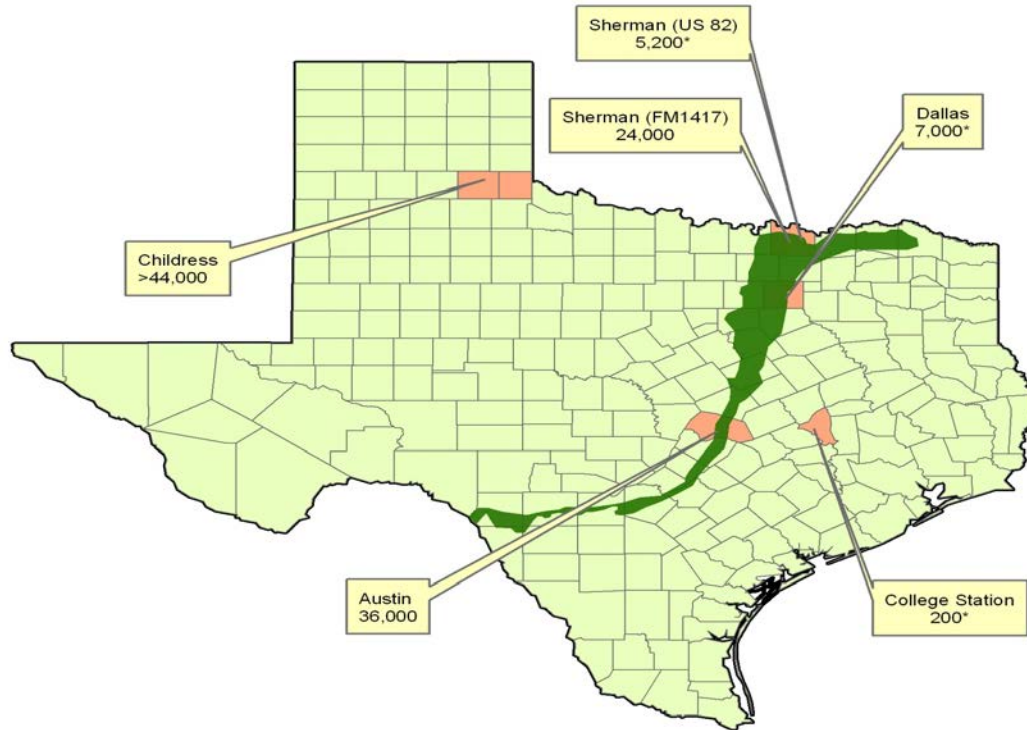 Sherman (US 82)
5,200*
Sherman (FM1417)
24,000
Dallas
7,000*
Childress
>44,000
Austin
36,000
College Station
200*